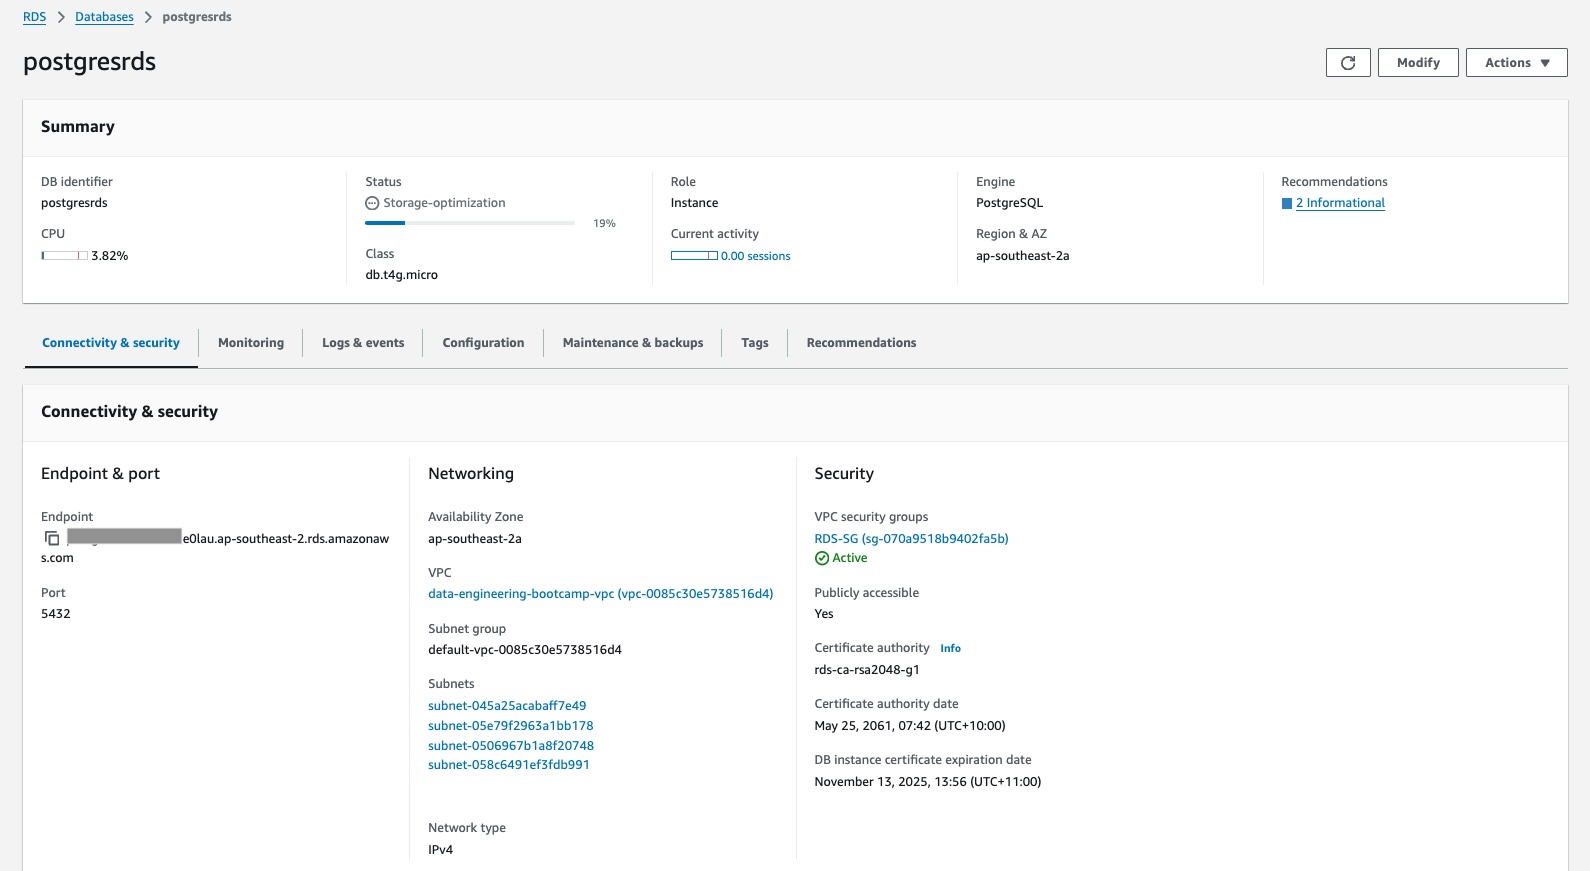 RDS > Databases > postgresrds
postgresrds
Modify
Actions
Summary
DB identifier
postgresrds
CPU
3.82%
Status
Storage-optimization
19%
Class
db.t4g.micro
Role
Instance
Current activity
0.00 sessions
Engine
PostgreSQL
Region & AZ
ap-southeast-2a
Recommendations
2 Informational
Connectivity & security
Monitoring
Logs & events
Configuration
Maintenance & backups
Tags
Recommendations
Connectivity & security
Endpoint & port
Endpoint
e0lau.ap-southeast-2.rds.amazonaw
s.com
Port
5432
Networking
Availability Zone
ap-southeast-2a
VPC
data-engineering-bootcamp-vpc (vpc-0085c30e5738516d4)
Subnet group
default-vpc-0085c30e5738516d4
Subnets
subnet-045a25acabaff7e49
subnet-05e79f2963a1bb178
subnet-0506967b1a8f20748
subnet-058c6491ef3fdb991
Network type
IPv4
Security
VPC security groups
RDS-SG (sg-070a9518b9402fa5b)
Active
Publicly accessible
Yes
Certificate authority Info
rds-ca-rsa2048-g1
Certificate authority date
May 25, 2061, 07:42 (UTC+10:00)
DB instance certificate expiration date
November 13, 2025, 13:56 (UTC+11:00)